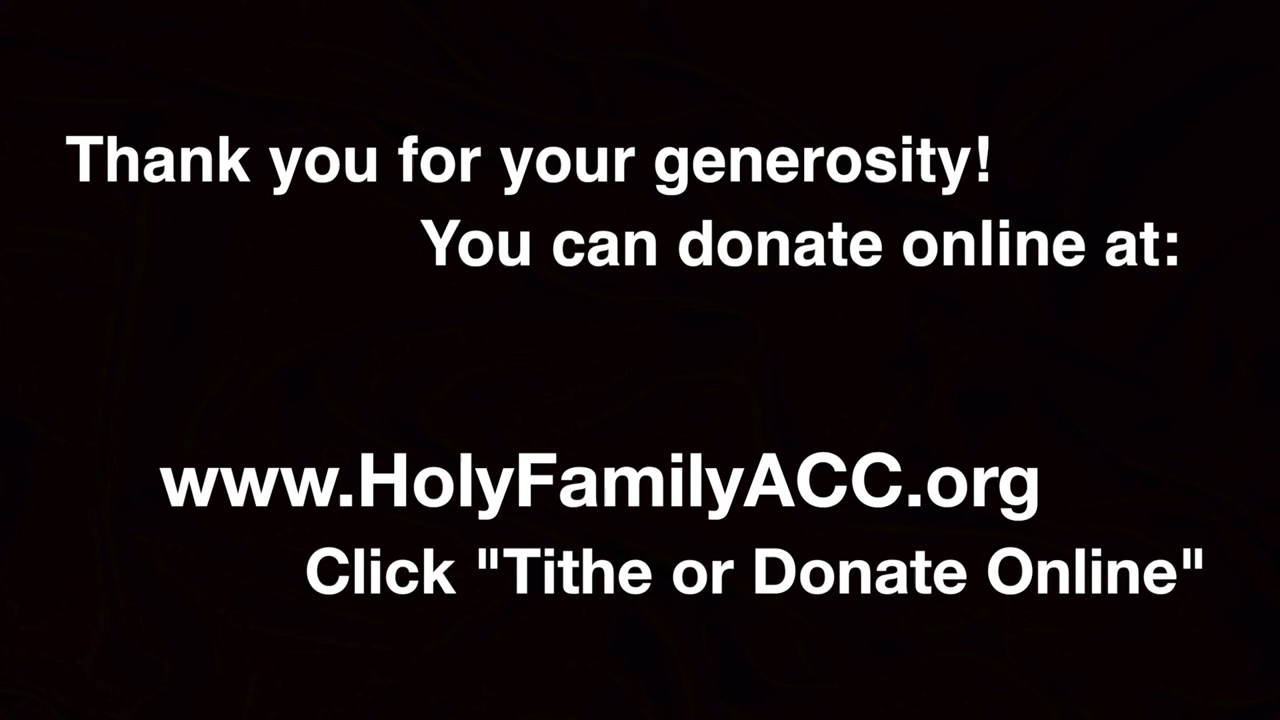 Thank you for your generosity!
You can donate online at:
www.HolyFamilyACC.org
Click "Tithe or Donate Online"